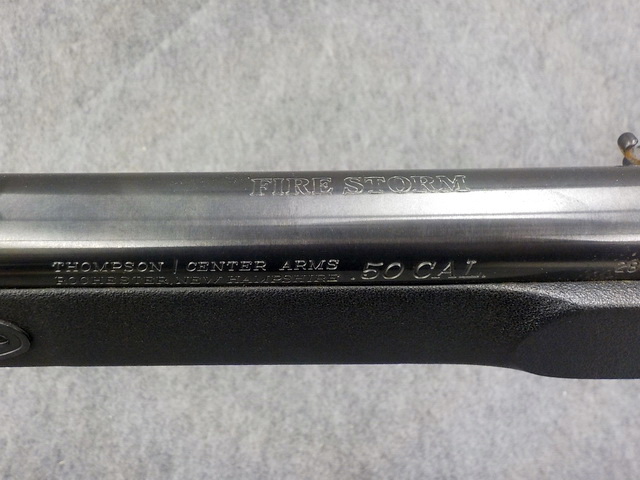 FIRE STORM
THOMPSON | CENTER ARMS
ROCHESTER, NEW HAMPSHIRE
.50 CAL.